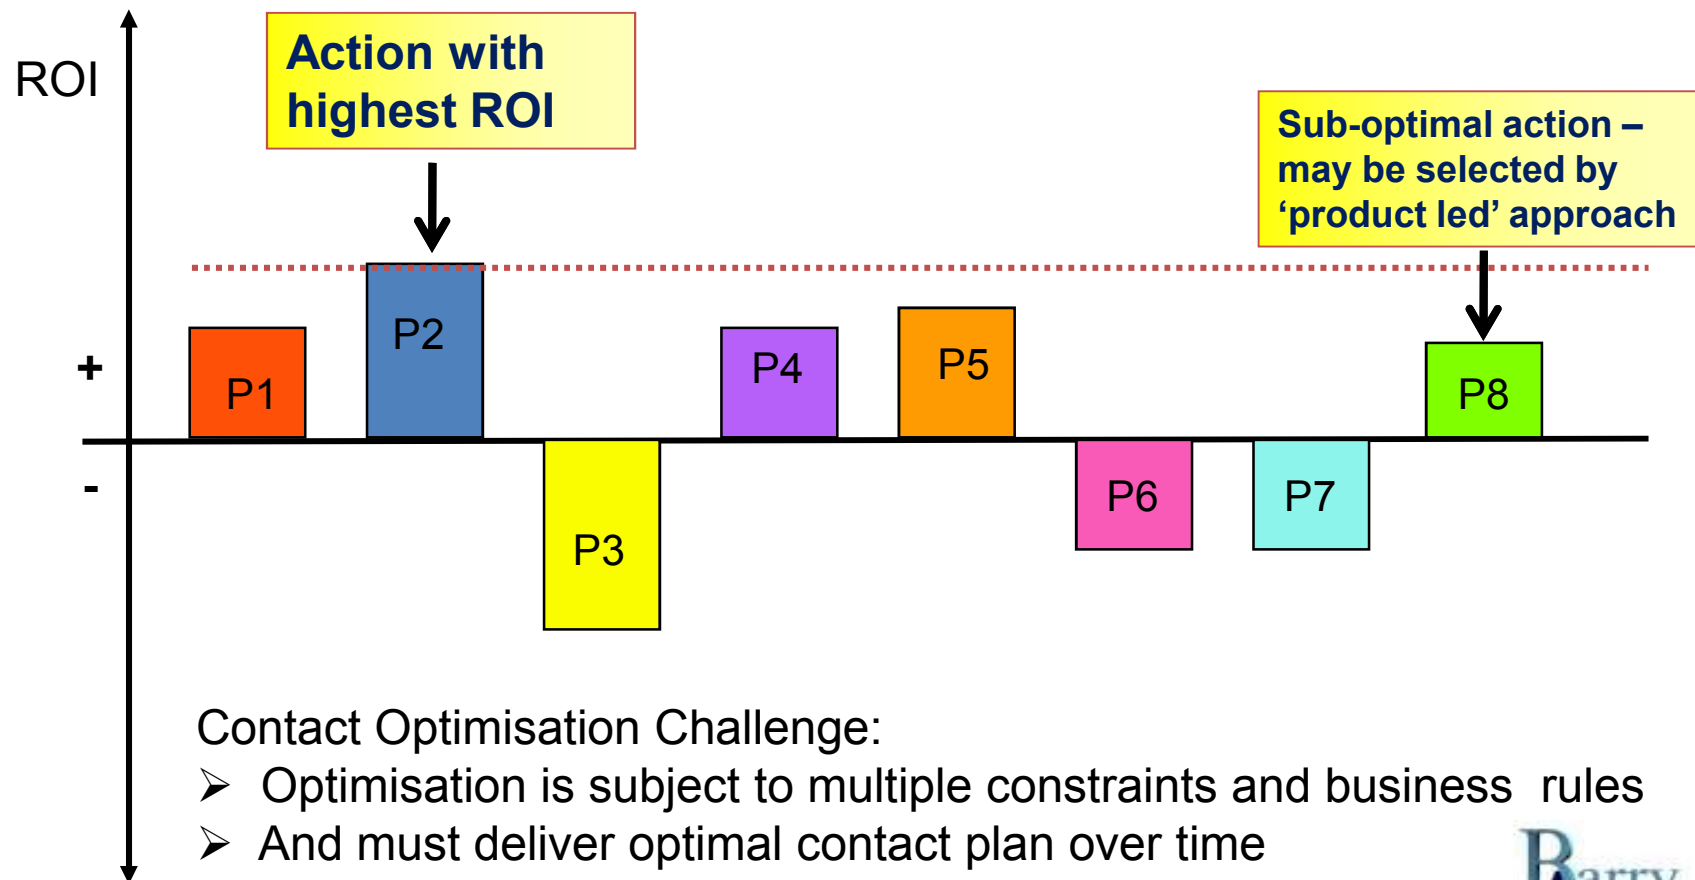 ROI
Action with
highest ROI
Sub-optimal action –
may be selected by
‘product led’ approach
+
-
P1
P2
P3
P4
P5
P6
P7
P8
Contact Optimisation Challenge:
➢ Optimisation is subject to multiple constraints and business rules
➢ And must deliver optimal contact plan over time
Barry